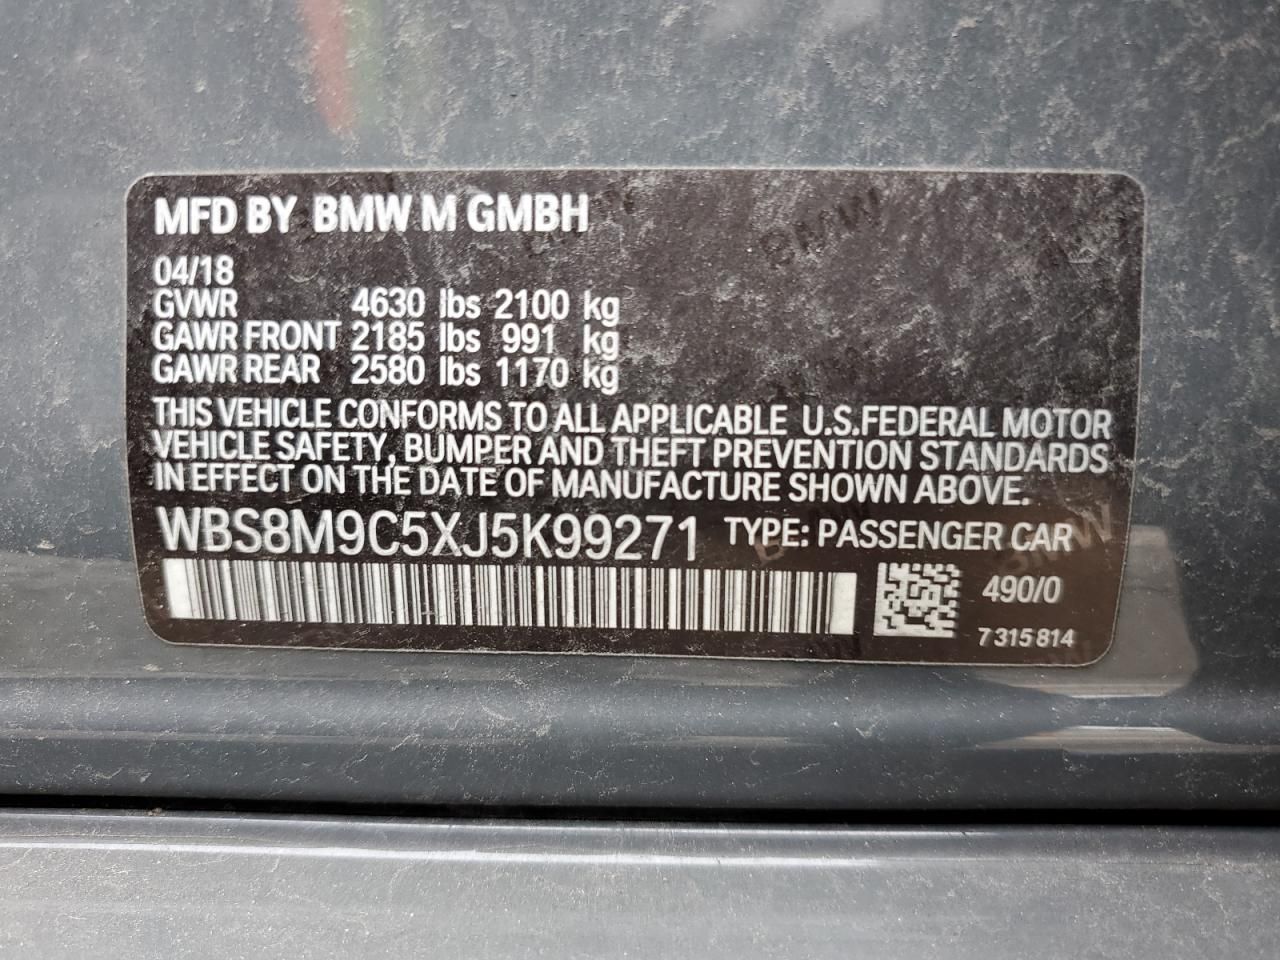 MFD BY BMW M GMBH
04/18
GVWR 4630 lbs 2100 kg
GAWR FRONT 2185 lbs 991 kg
GAWR REAR 2580 lbs 1170 kg
THIS VEHICLE CONFORMS TO ALL APPLICABLE U.S.FEDERAL MOTOR
VEHICLE SAFETY, BUMPER AND THEFT PREVENTION STANDARDS
IN EFFECT ON THE DATE OF MANUFACTURE SHOWN ABOVE.
WBS8M9C5XJ5K99271 TYPE: PASSENGER CAR
490/0
7 315 814